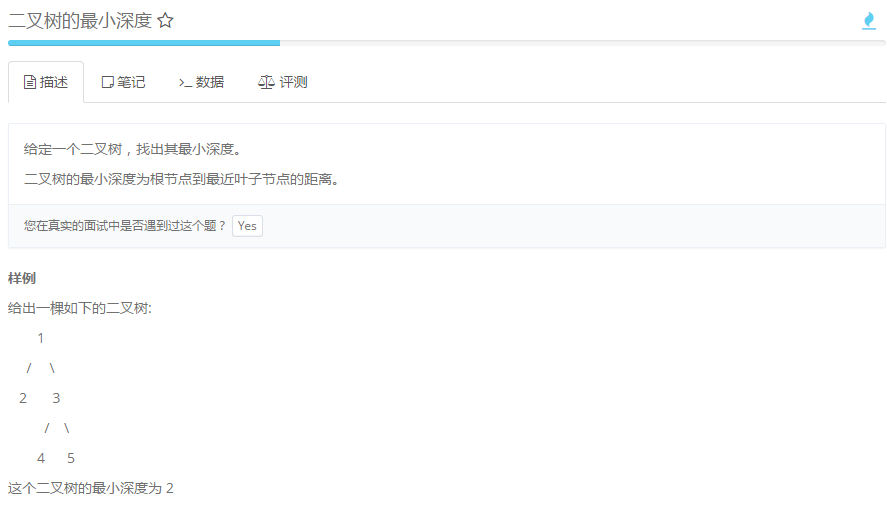 二叉树的最小深度
描述 笔记 数据 评测
给定一个二叉树，找出其最小深度。
二叉树的最小深度为根节点到最近叶子节点的距离。
您在真实的面试中是否遇到过这个题？ Yes
样例
给出一棵如下的二叉树:
1
/ \
2 3
/ \
4 5
这个二叉树的最小深度为 2